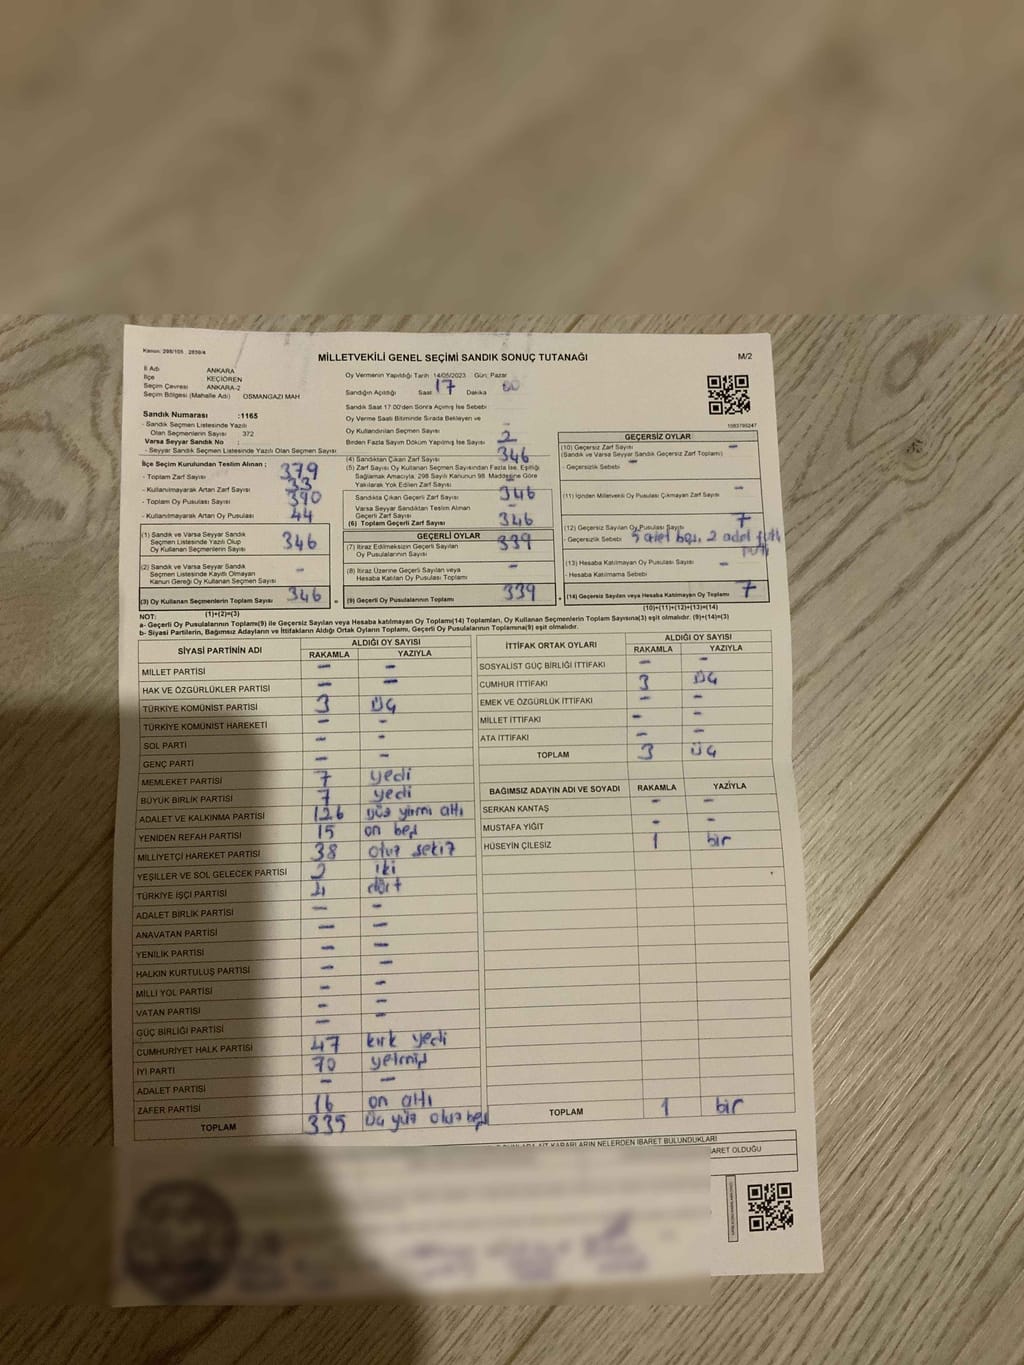 Kanun: 298/105 , 2839/4
MİLLETVEKİLİ GENEL SEÇİMİ SANDIK SONUÇ TUTANAĞI
M/2
İl Adı ANKARA
İlçe KEÇİÖREN
Seçim Çevresi ANKARA-2
Seçim Bölgesi (Mahalle Adı) OSMANGAZI MAH
Sandık Numarası :1165
- Sandık Seçmen Listesinde Yazılı
Olan Seçmenlerin Sayısı 372
Varsa Seyyar Sandık No :
- Seyyar Sandık Seçmen Listesinde Yazılı Olan Seçmen Sayısı
İlçe Seçim Kurulundan Teslim Alınan ;
- Toplam Zarf Sayısı 379
- Kullanılmayarak Artan Zarf Sayısı 33
- Toplam Oy Pusulası Sayısı 390
- Kullanılmayarak Artan Oy Pusulası 44
(1) Sandık ve Varsa Seyyar Sandık
Seçmen Listesinde Yazılı Olup
Oy Kullanan Seçmenlerin Sayısı 346
(2) Sandık ve Varsa Seyyar Sandık
Seçmen Listesinde Kayıtlı Olmayan
Kanun Gereği Oy Kullanan Seçmen Sayısı -
(3) Oy Kullanan Seçmenlerin Toplam Sayısı 346
(1)+(2)=(3)
Oy Vermenin Yapıldığı Tarih 14/05/2023 Gün: Pazar
Sandığın Açıldığı Saat 17 Dakika 00
Sandık Saat 17.00'den Sonra Açılmış İse Sebebi
Oy Verme Saati Bitiminde Sırada Bekleyen ve
Oy Kullandırılan Seçmen Sayısı -
Birden Fazla Sayım Döküm Yapılmış İse Sayısı 2
(4) Sandıktan Çıkan Zarf Sayısı 346
(5) Zarf Sayısı Oy Kullanan Seçmen Sayısından Fazla İse, Eşitliği
Sağlamak Amacıyla, 298 Sayılı Kanunun 98 Maddesine Göre
Yakılarak Yok Edilen Zarf Sayısı -
Sandıkta Çıkan Geçerli Zarf Sayısı 346
Varsa Seyyar Sandıktan Teslim Alınan
Geçerli Zarf Sayısı -
(6) Toplam Geçerli Zarf Sayısı 346
GEÇERLİ OYLAR
(7) İtiraz Edilmeksizin Geçerli Sayılan
Oy Pusulalarının Sayısı 339
(8) İtiraz Üzerine Geçerli Sayılan veya
Hesaba Katılan Oy Pusulası Toplamı -
(9) Geçerli Oy Pusulalarının Toplamı 339
1083795247
GEÇERSİZ OYLAR
(10) Geçersiz Zarf Sayısı -
(Sandık ve Varsa Seyyar Sandık Geçersiz Zarf Toplamı)
- Geçersizlik Sebebi -
(11) İçinden Milletvekili Oy Pusulası Çıkmayan Zarf Sayısı -
(12) Geçersiz Sayılan Oy Pusulası Sayısı 7
- Geçersizlik Sebebi 5 adet boş, 2 adet
(13) Hesaba Katılmayan Oy Pusulası Sayısı -
- Hesaba Katılmama Sebebi
(14) Geçersiz Sayılan veya Hesaba Katılmayan Oy Toplamı 7
(10)+(11)+(12)+(13)=(14)
NOT:
a- Geçerli Oy Pusulalarının Toplamı(9) ile Geçersiz Sayılan veya Hesaba katılmayan Oy Toplamı(14) Toplamları, Oy Kullanan Seçmenlerin Toplam Sayısına(3) eşit olmalıdır. (9)+(14)=(3)
b- Siyasi Partilerin, Bağımsız Adayların ve İttifakların Aldığı Ortak Oyların Toplamı, Geçerli Oy Pusulalarının Toplamına(9) eşit olmalıdır.
SİYASİ PARTİNİN ADI ALDIĞI OY SAYISI
RAKAMLA YAZIYLA
MİLLET PARTİSİ - -
HAK VE ÖZGÜRLÜKLER PARTİSİ - -
TÜRKİYE KOMÜNİST PARTİSİ 3 üç
TÜRKİYE KOMÜNİST HAREKETİ - -
SOL PARTİ - -
GENÇ PARTİ - -
MEMLEKET PARTİSİ 7 yedi
BÜYÜK BİRLİK PARTİSİ 7 yedi
ADALET VE KALKINMA PARTİSİ 126 yüz yirmi altı
YENİDEN REFAH PARTİSİ 15 on beş
MİLLİYETÇİ HAREKET PARTİSİ 38 otuz sekiz
YEŞİLLER VE SOL GELECEK PARTİSİ 2 iki
TÜRKİYE İŞÇİ PARTİSİ 4 dört
ADALET BİRLİK PARTİSİ - -
ANAVATAN PARTİSİ - -
YENİLİK PARTİSİ - -
HALKIN KURTULUŞ PARTİSİ - -
MİLLİ YOL PARTİSİ - -
VATAN PARTİSİ - -
GÜÇ BİRLİĞİ PARTİSİ - -
CUMHURİYET HALK PARTİSİ 47 kırk yedi
İYİ PARTİ 70 yetmiş
ADALET PARTİSİ - -
ZAFER PARTİSİ 16 on altı
TOPLAM 335 üç yüz otuz beş
İTTİFAK ORTAK OYLARI ALDIĞI OY SAYISI
RAKAMLA YAZIYLA
SOSYALİST GÜÇ BİRLİĞİ İTTİFAKI - -
CUMHUR İTTİFAKI 3 üç
EMEK VE ÖZGÜRLÜK İTTİFAKI - -
MİLLET İTTİFAKI - -
ATA İTTİFAKI - -
TOPLAM 3 üç
BAĞIMSIZ ADAYIN ADI VE SOYADI RAKAMLA YAZIYLA
SERKAN KANTAŞ - -
MUSTAFA YİĞİT - -
HÜSEYİN ÇİLESİZ 1 bir
TOPLAM 1 bir
KARARLARIN NELERDEN İBARET BULUNDUKLARI
OLDUĞU